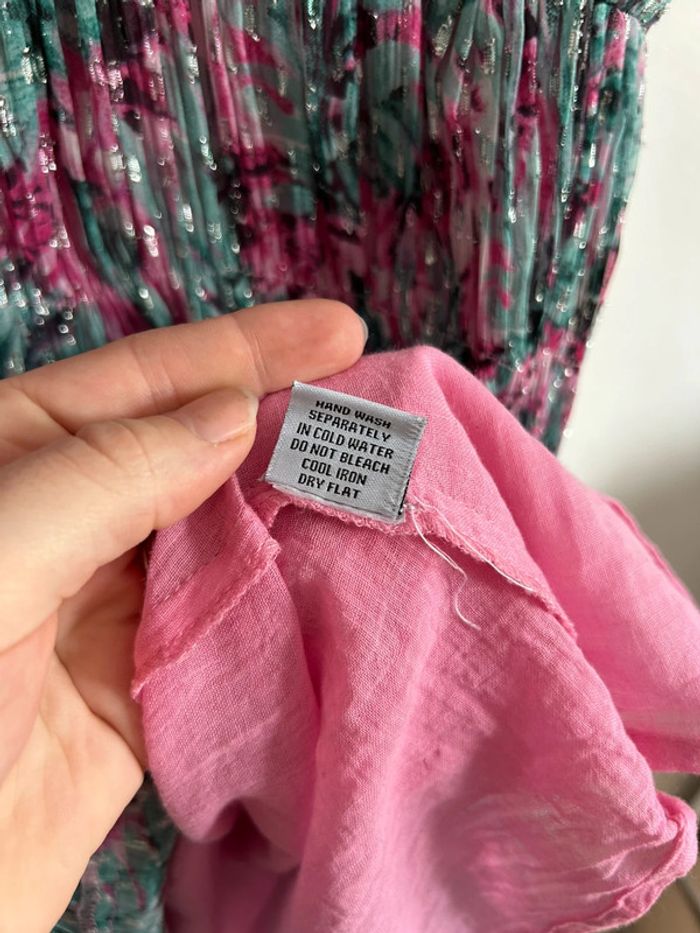 HAND WASH
SEPARATELY
IN COLD WATER
DO NOT BLEACH
COOL IRON
DRY FLAT